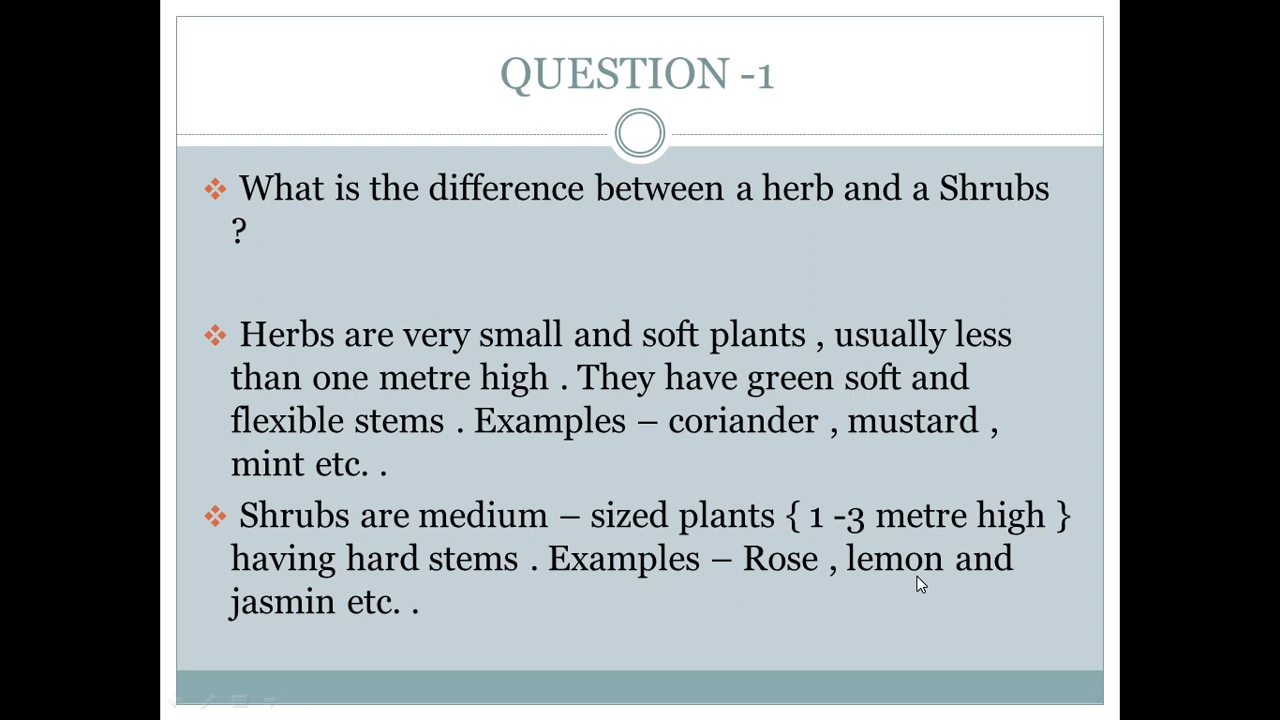 QUESTION -1
What is the difference between a herb and a Shrubs
?
Herbs are very small and soft plants , usually less
than one metre high . They have green soft and
flexible stems . Examples – coriander , mustard ,
mint etc. .
Shrubs are medium – sized plants { 1 -3 metre high }
having hard stems . Examples – Rose , lemon and
jasmin etc. .